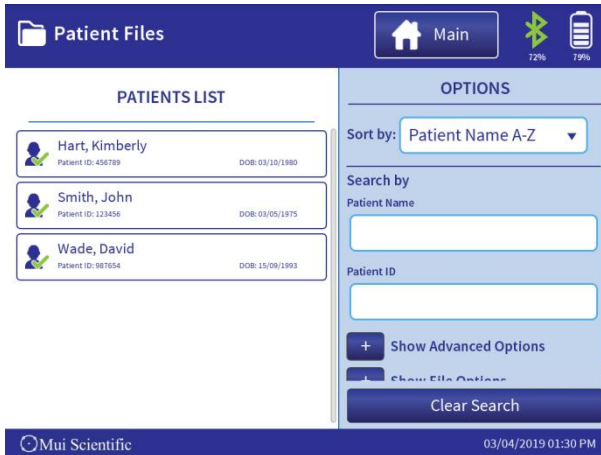 Patient Files
Main
72%
79%
PATIENTS LIST
Hart, Kimberly
Patient ID: 456789 DOB: 03/10/1980
Smith, John
Patient ID: 123456 DOB: 03/05/1975
Wade, David
Patient ID: 987654 DOB: 15/09/1993
OPTIONS
Sort by: Patient Name A-Z
Search by
Patient Name
Patient ID
+ Show Advanced Options
+ Show File Options
Clear Search
Mui Scientific
03/04/2019 01:30 PM